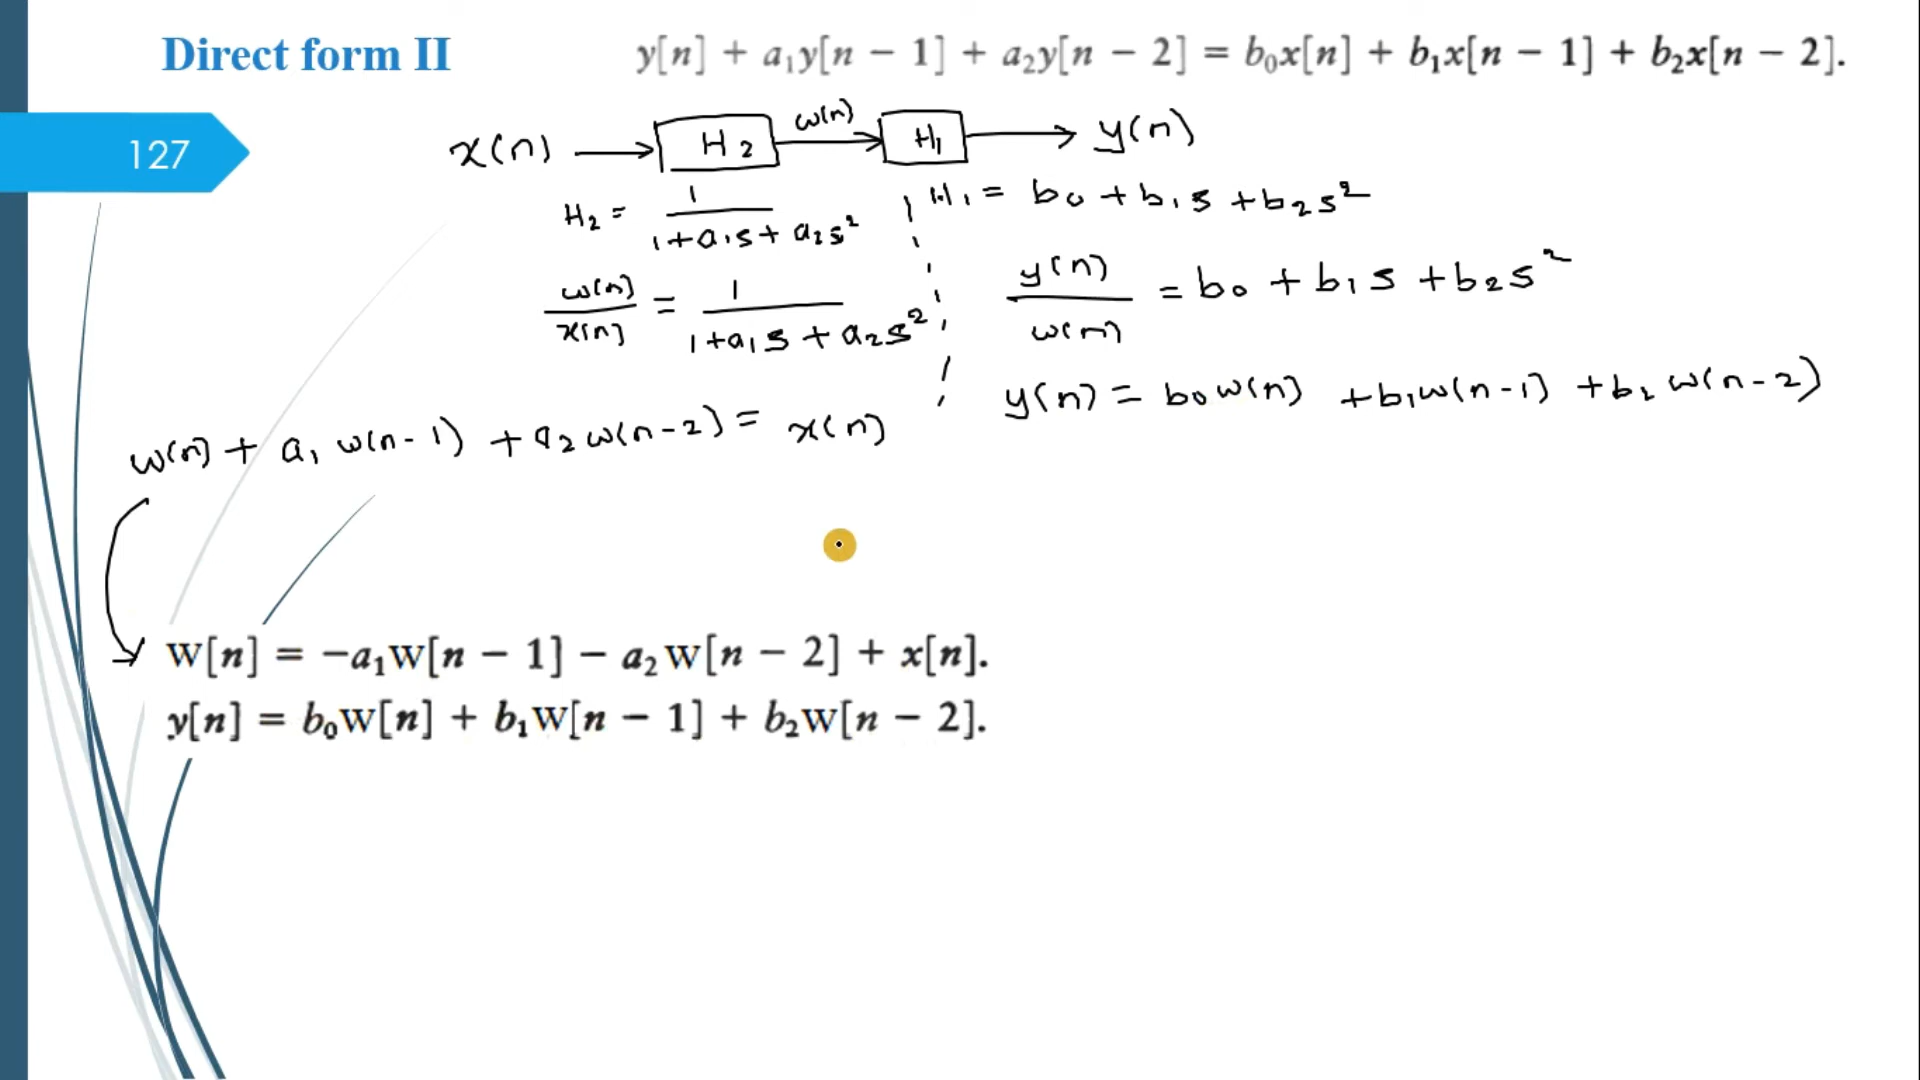 Direct form II
y[n] + a₁y[n − 1] + a₂y[n − 2] = b₀x[n] + b₁x[n − 1] + b₂x[n − 2].
127
x(n) → H₂ w(n) → H₁ → y(n)
H₂ = 1/(1+a₁s+a₂s²)
H₁ = b₀ + b₁s + b₂s²
w(n)/x(n) = 1/(1+a₁s+a₂s²)
y(n)/w(n) = b₀ + b₁s + b₂s²
y(n) = b₀w(n) + b₁w(n-1) + b₂w(n-2)
w(n) + a₁w(n-1) + a₂w(n-2) = x(n)
w[n] = −a₁w[n − 1] − a₂w[n − 2] + x[n].
y[n] = b₀w[n] + b₁w[n − 1] + b₂w[n − 2].